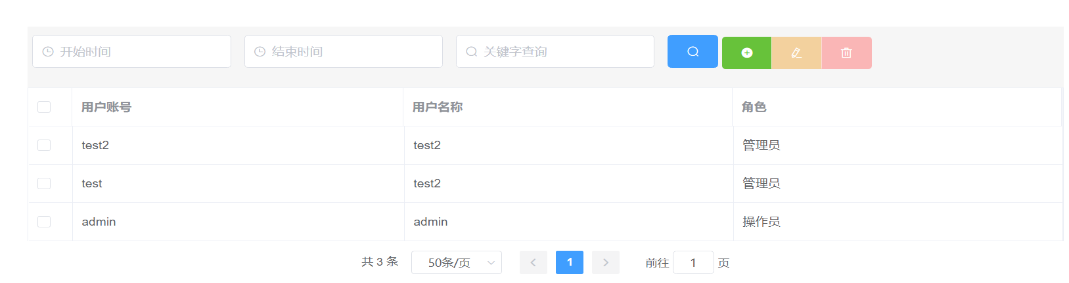 开始时间 结束时间 关键字查询
用户账号 用户名称 角色
test2 test2 管理员
test test2 管理员
admin admin 操作员
共 3 条 50条/页 1 前往 1 页